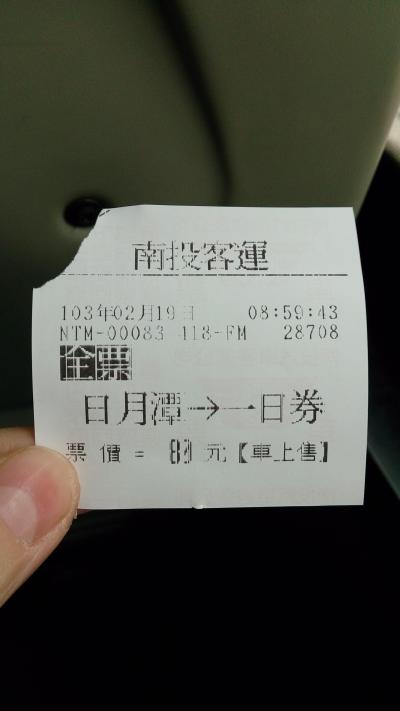 南投客運
103年02月19日 08:59:43
NTM-00083 418-FM 28708
全票
日月潭→一日券
票價 = 80 元【車上售】